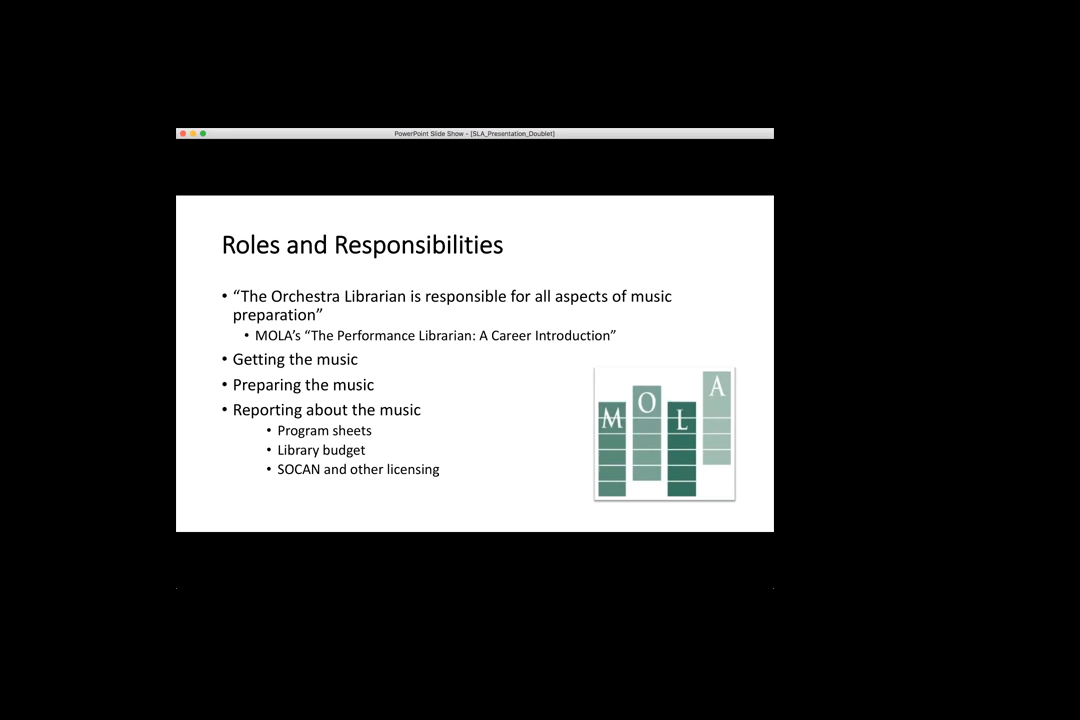 PowerPoint Slide Show - [SLA_Presentation_Doublet]
Roles and Responsibilities
• “The Orchestra Librarian is responsible for all aspects of music
preparation”
• MOLA’s “The Performance Librarian: A Career Introduction”
• Getting the music
• Preparing the music
• Reporting about the music
• Program sheets
• Library budget
• SOCAN and other licensing
M O L A